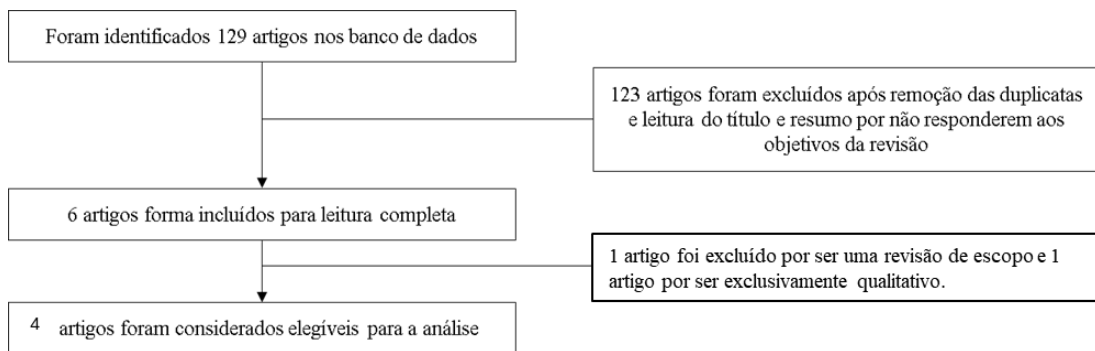 Foram identificados 129 artigos nos banco de dados
123 artigos foram excluídos após remoção das duplicatas
e leitura do título e resumo por não responderem aos
objetivos da revisão
6 artigos forma incluídos para leitura completa
1 artigo foi excluído por ser uma revisão de escopo e 1
artigo por ser exclusivamente qualitativo.
4 artigos foram considerados elegíveis para a análise